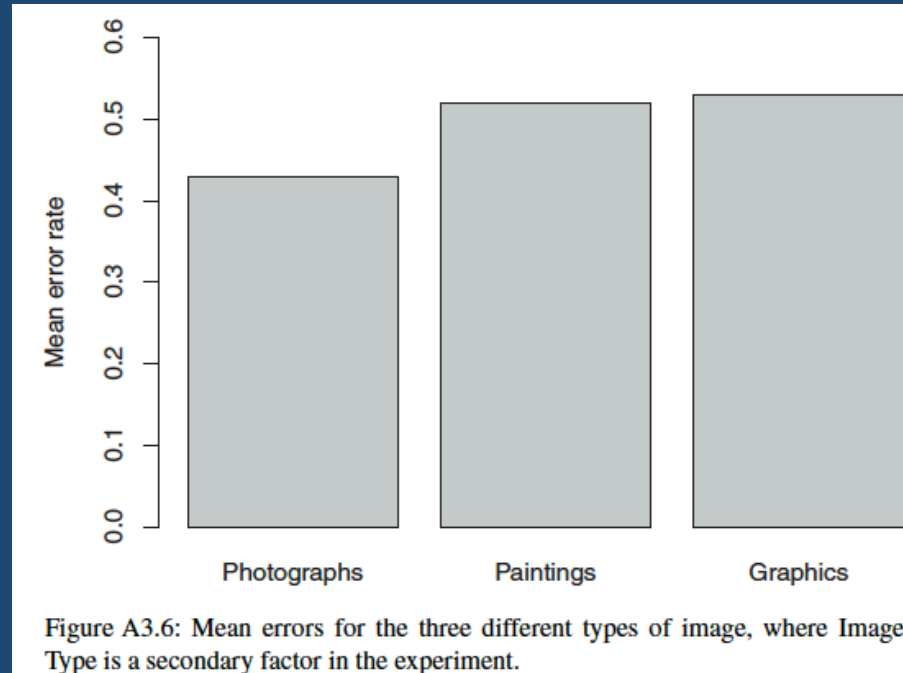 0.6
0.5
0.4
0.3
0.2
0.1
0.0
Mean error rate
Photographs Paintings Graphics
Figure A3.6: Mean errors for the three different types of image, where Image
Type is a secondary factor in the experiment.